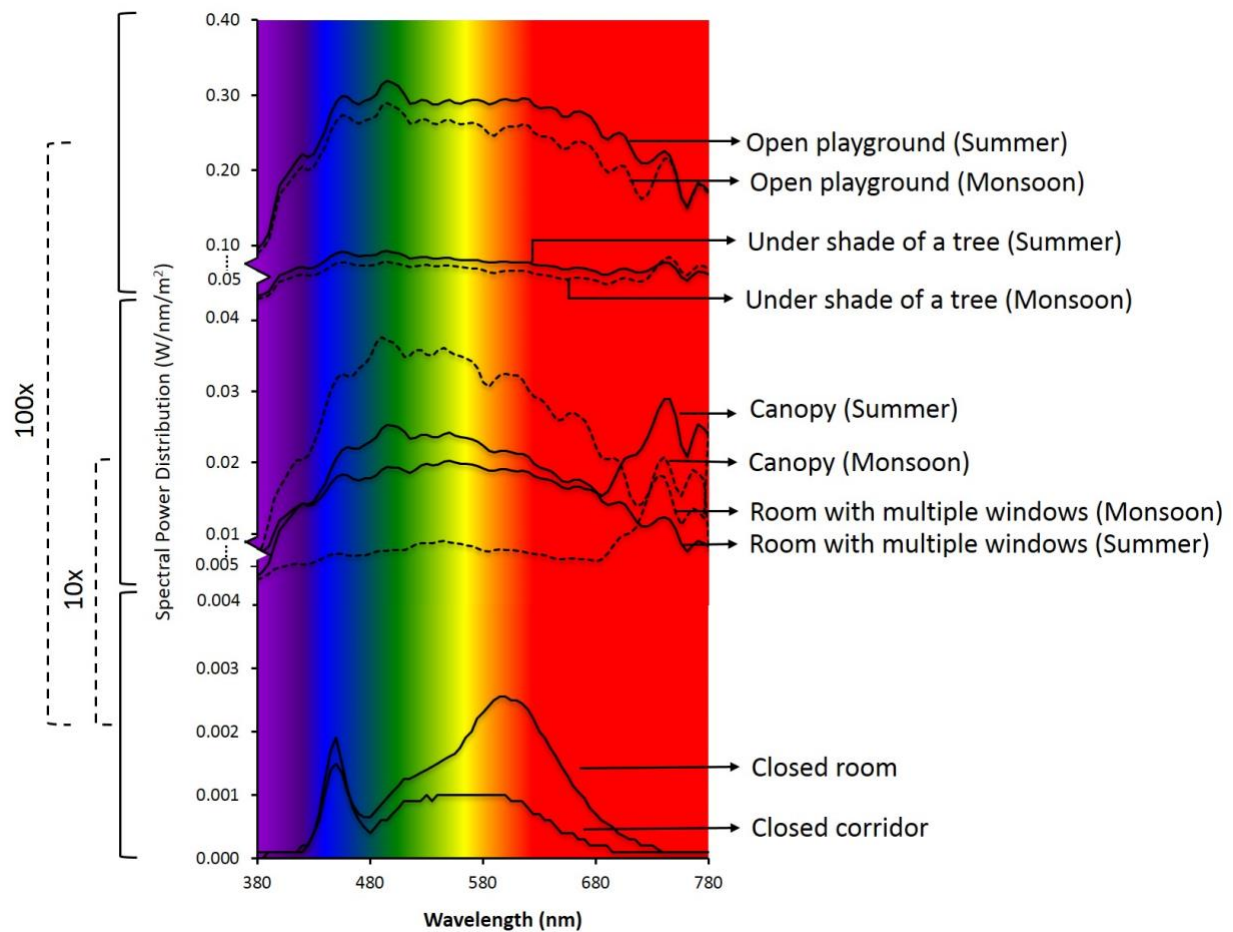 0.40
0.30
0.20
0.10
0.05
0.04
0.03
0.02
0.01
0.005
0.004
0.003
0.002
0.001
0.000
380
480
580
680
780
Wavelength (nm)
Spectral Power Distribution (W/nm/m²)
100x
10x
Open playground (Summer)
Open playground (Monsoon)
Under shade of a tree (Summer)
Under shade of a tree (Monsoon)
Canopy (Summer)
Canopy (Monsoon)
Room with multiple windows (Monsoon)
Room with multiple windows (Summer)
Closed room
Closed corridor